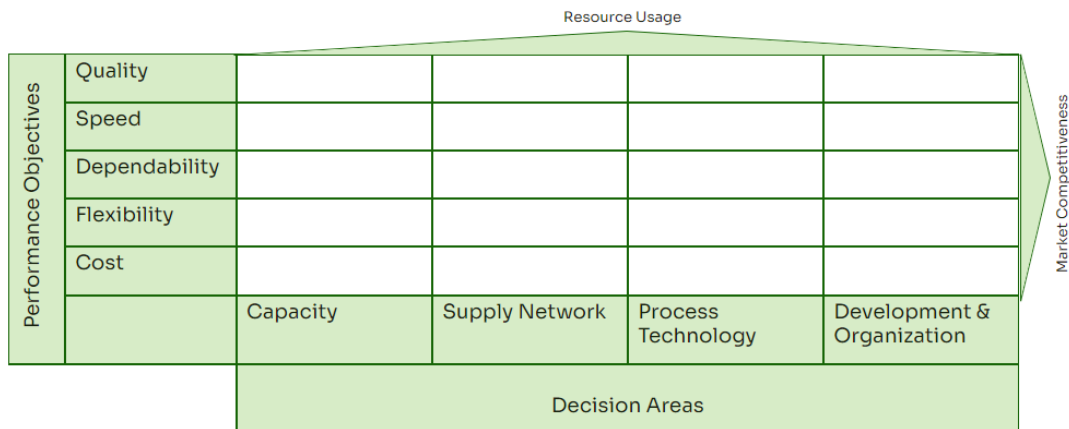 Resource Usage
Performance Objectives
Quality
Speed
Dependability
Flexibility
Cost
Market Competitiveness
Capacity
Supply Network
Process
Technology
Development &
Organization
Decision Areas